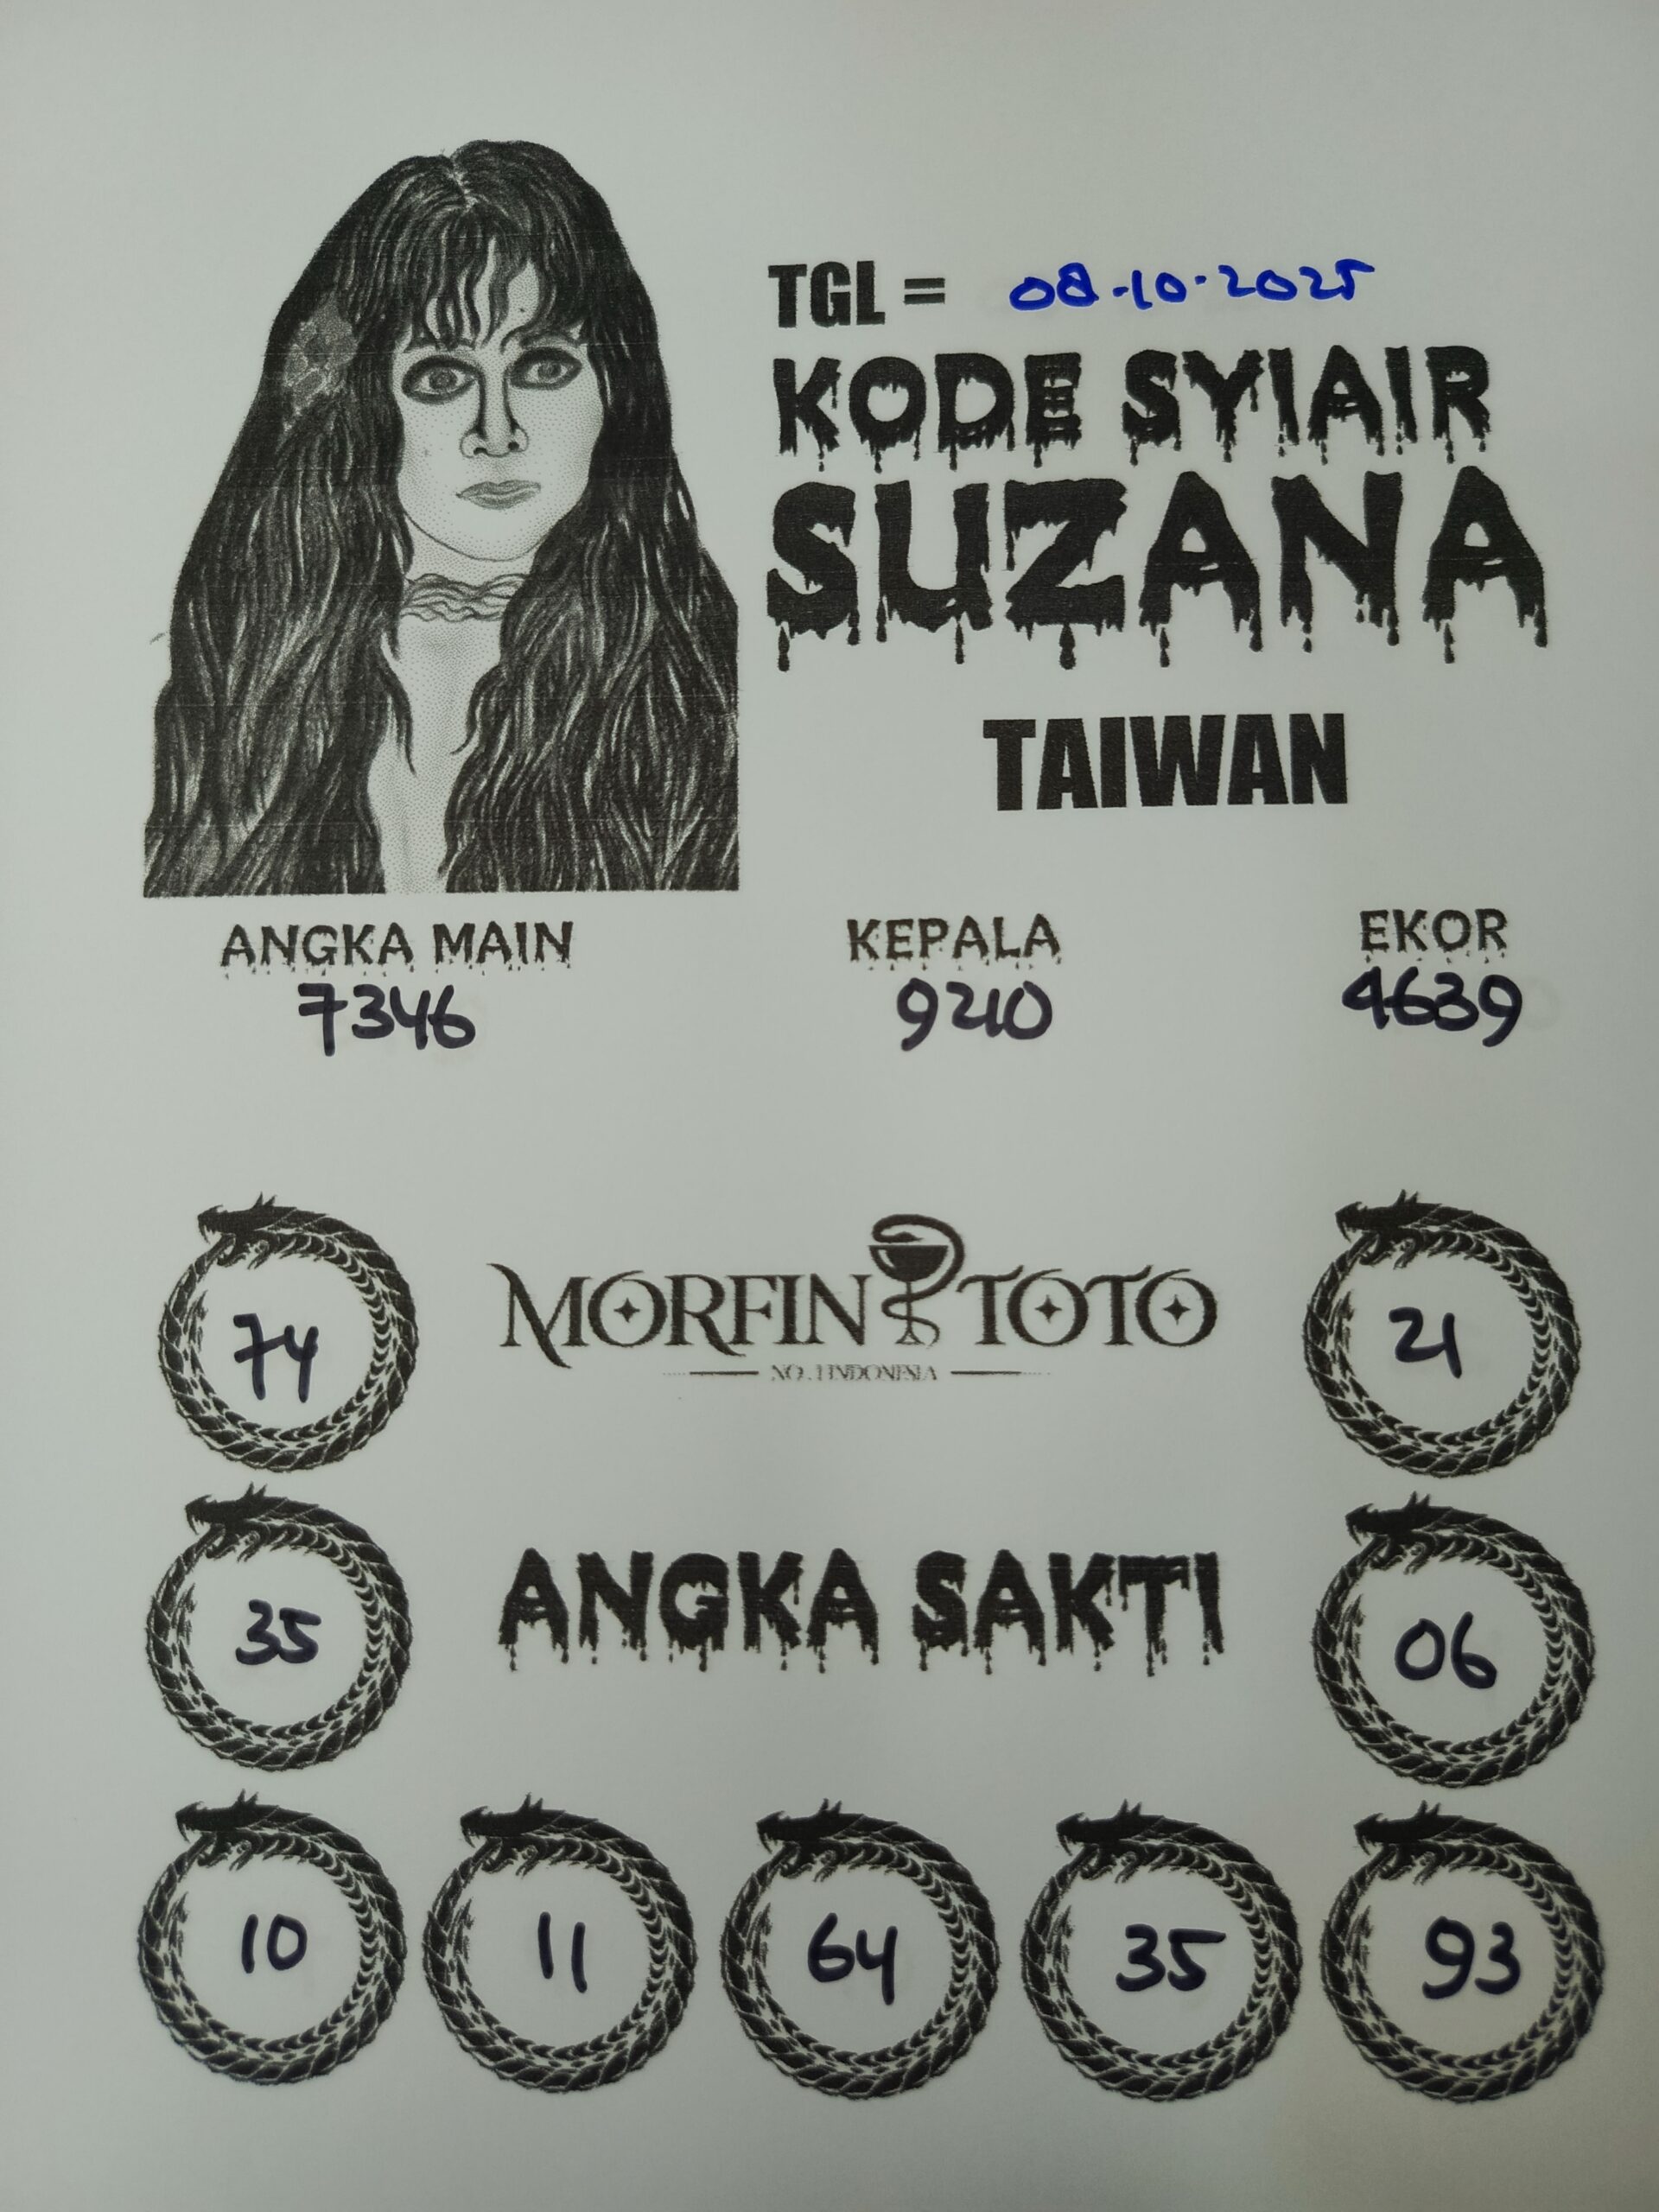 TGL = 08-10-2025
KODE SYIAIR
SUZANA
TAIWAN
ANGKA MAIN KEPALA EKOR
7346 9210 4639
74 MORFIN TOTO 21
NO.1 INDONESIA
35 ANGKA SAKTI 06
10 11 64 35 93